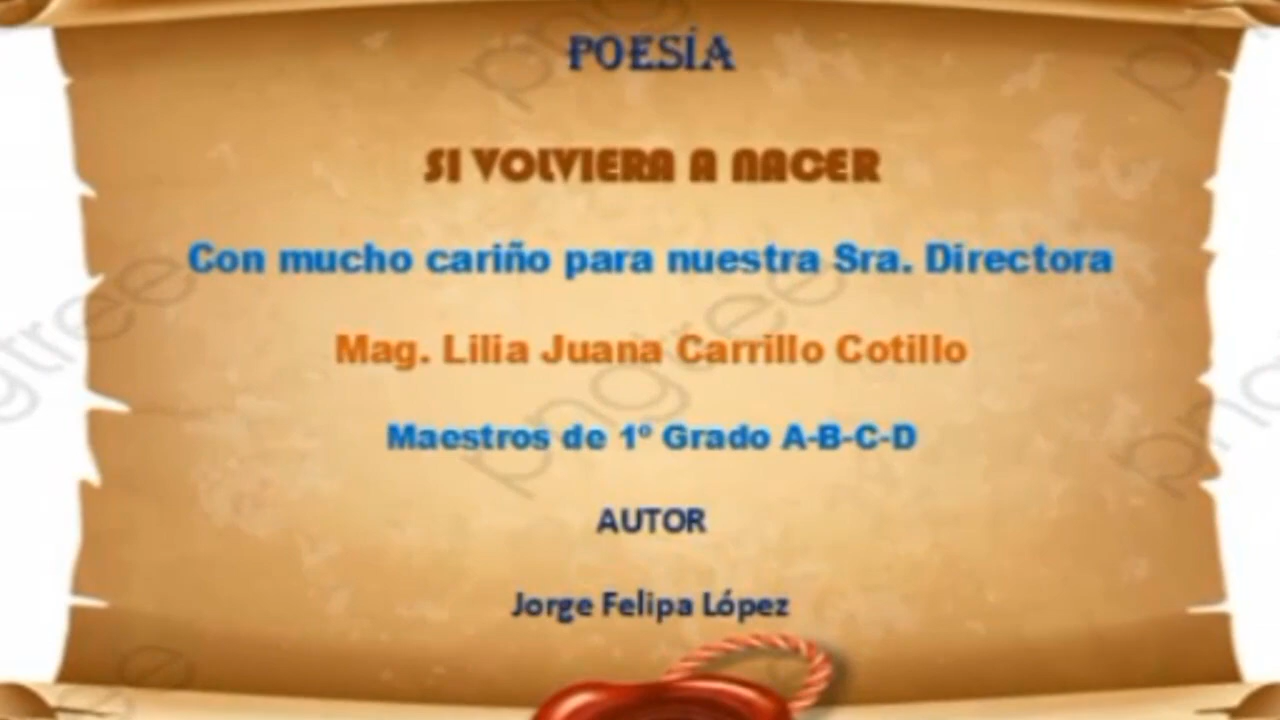 POESÍA
SI VOLVIERA A NACER
Con mucho cariño para nuestra Sra. Directora
Mag. Lilia Juana Carrillo Cotillo
Maestros de 1º Grado A-B-C-D
AUTOR
Jorge Felipa López
pngtree